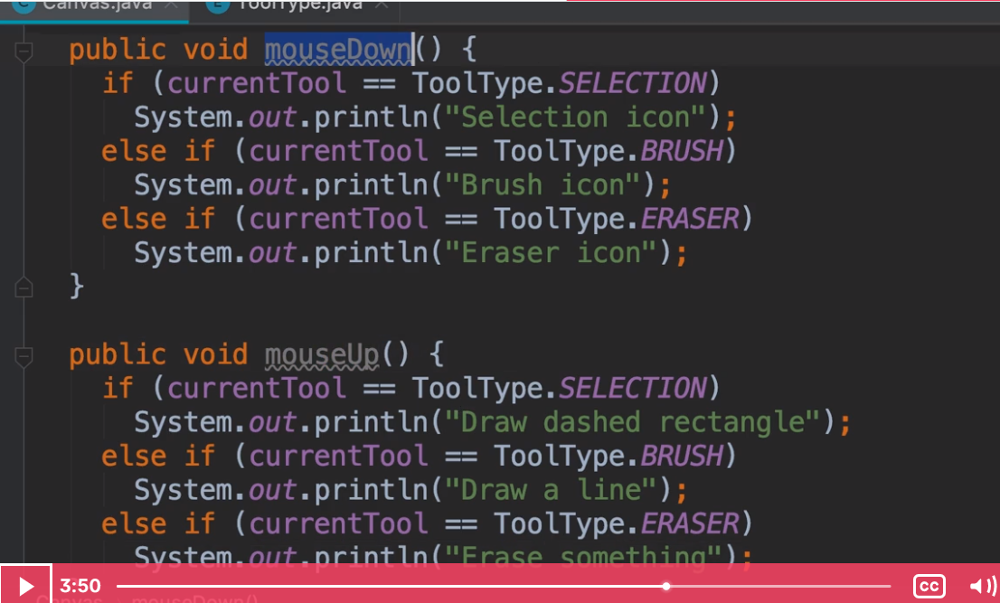 Canvas.java ToolType.java
public void mouseDown() {
if (currentTool == ToolType.SELECTION)
System.out.println("Selection icon");
else if (currentTool == ToolType.BRUSH)
System.out.println("Brush icon");
else if (currentTool == ToolType.ERASER)
System.out.println("Eraser icon");
}
public void mouseUp() {
if (currentTool == ToolType.SELECTION)
System.out.println("Draw dashed rectangle");
else if (currentTool == ToolType.BRUSH)
System.out.println("Draw a line");
else if (currentTool == ToolType.ERASER)
System.out.println("Erase something");
3:50 CC
Canvas mouseDown()